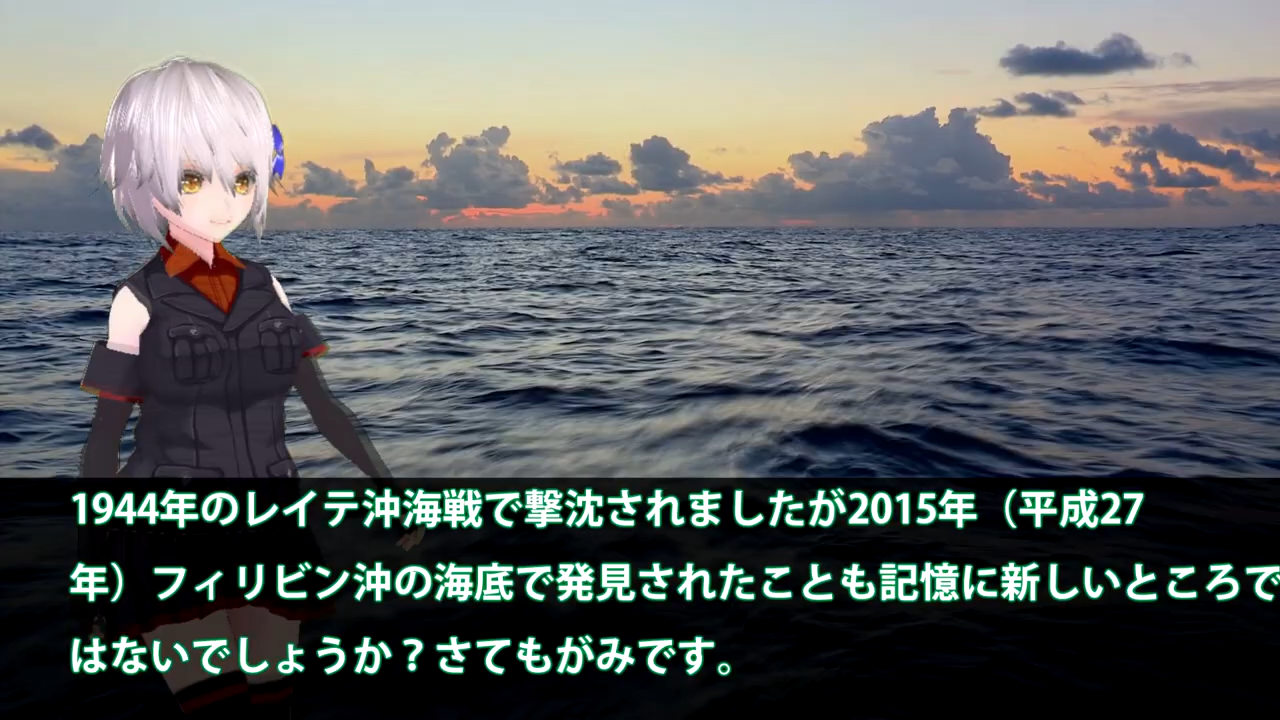 1944年のレイテ沖海戦で撃沈されましたが2015年（平成27
年）フィリピン沖の海底で発見されたことも記憶に新しいところで
はないでしょうか？さてもがみです。